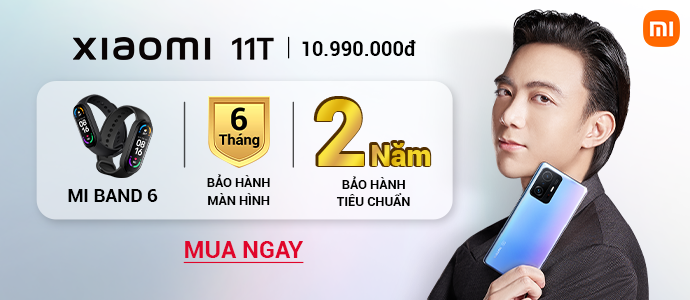 XIAOMI 11T | 10.990.000đ
MI BAND 6
6
Tháng
BẢO HÀNH
MÀN HÌNH
2 Năm
BẢO HÀNH
TIÊU CHUẨN
MUA NGAY